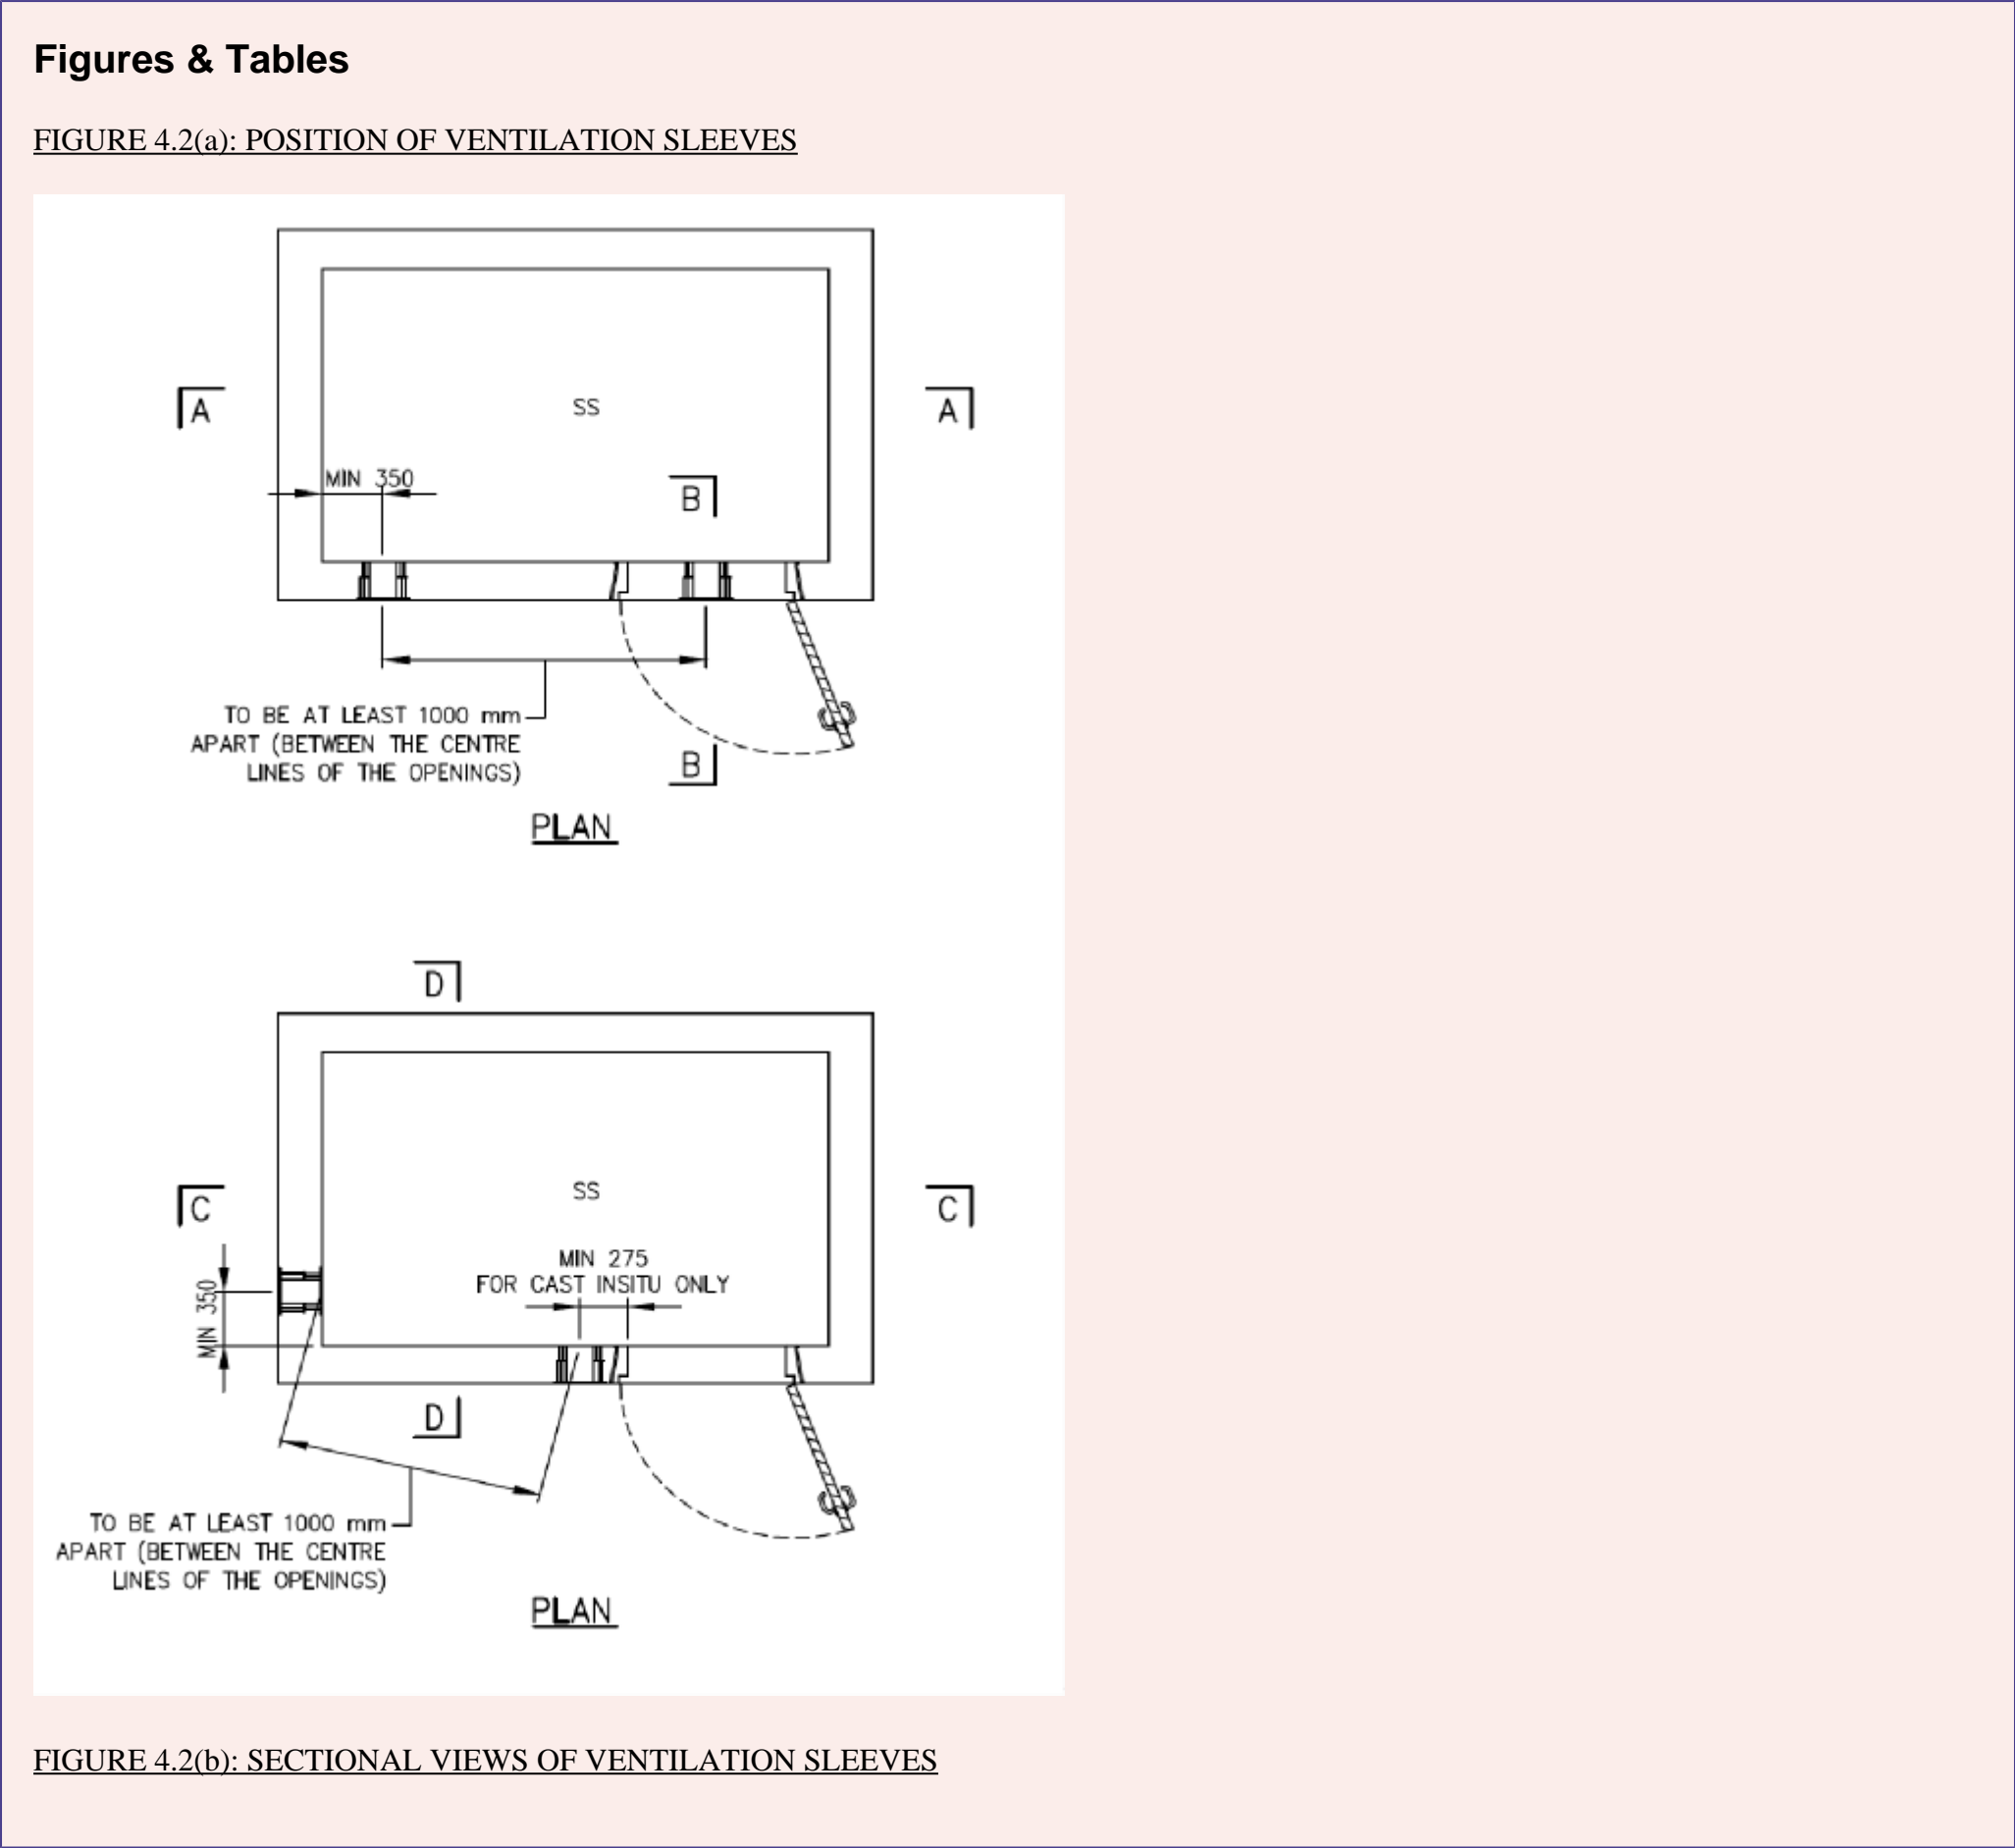 Figures & Tables
FIGURE 4.2(a): POSITION OF VENTILATION SLEEVES
A
SS
A
MIN 350
B
TO BE AT LEAST 1000 mm
APART (BETWEEN THE CENTRE
LINES OF THE OPENINGS)
B
PLAN
D
C
SS
C
MIN 275
FOR CAST INSITU ONLY
MIN 350
D
TO BE AT LEAST 1000 mm
APART (BETWEEN THE CENTRE
LINES OF THE OPENINGS)
PLAN
FIGURE 4.2(b): SECTIONAL VIEWS OF VENTILATION SLEEVES